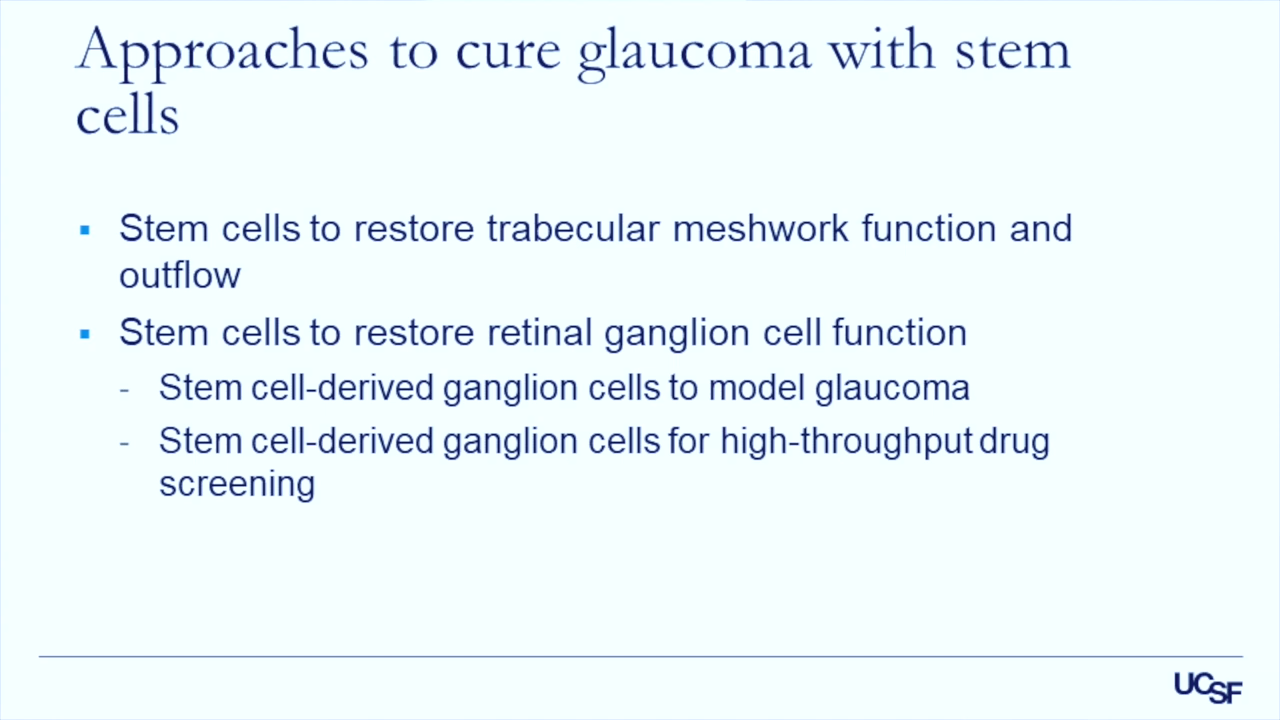 Approaches to cure glaucoma with stem
cells
▪ Stem cells to restore trabecular meshwork function and
outflow
▪ Stem cells to restore retinal ganglion cell function
- Stem cell-derived ganglion cells to model glaucoma
- Stem cell-derived ganglion cells for high-throughput drug
screening
UCSF